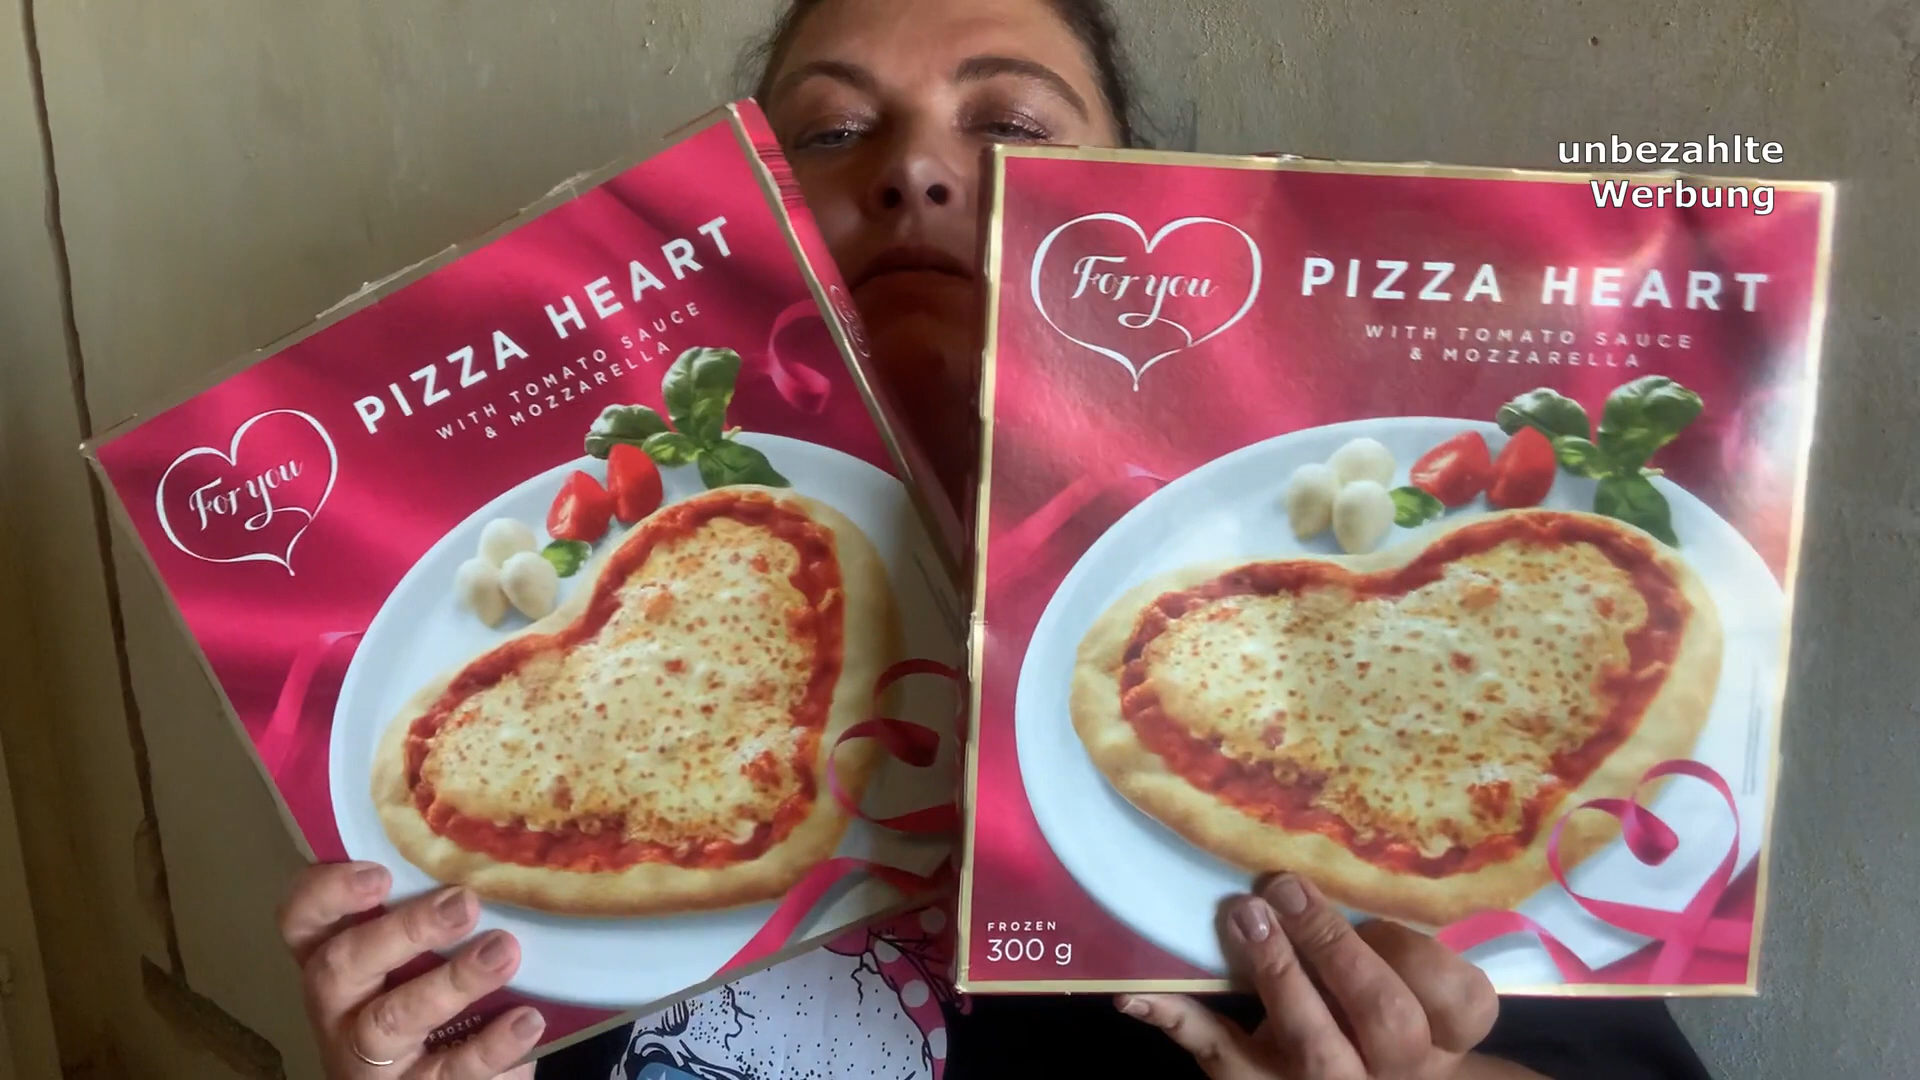 unbezahlte
Werbung
For you
PIZZA HEART
WITH TOMATO SAUCE
& MOZZARELLA
For you
PIZZA HEART
WITH TOMATO SAUCE
& MOZZARELLA
FROZEN
300 g
FROZEN